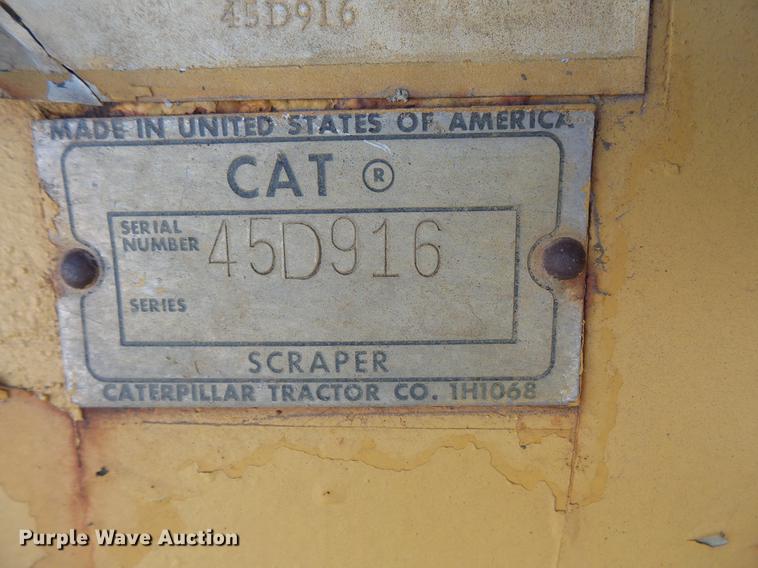 45D916
MADE IN UNITED STATES OF AMERICA
CAT ®
SERIAL
NUMBER 45D916
SERIES
SCRAPER
CATERPILLAR TRACTOR CO. 1H1068
Purple Wave Auction